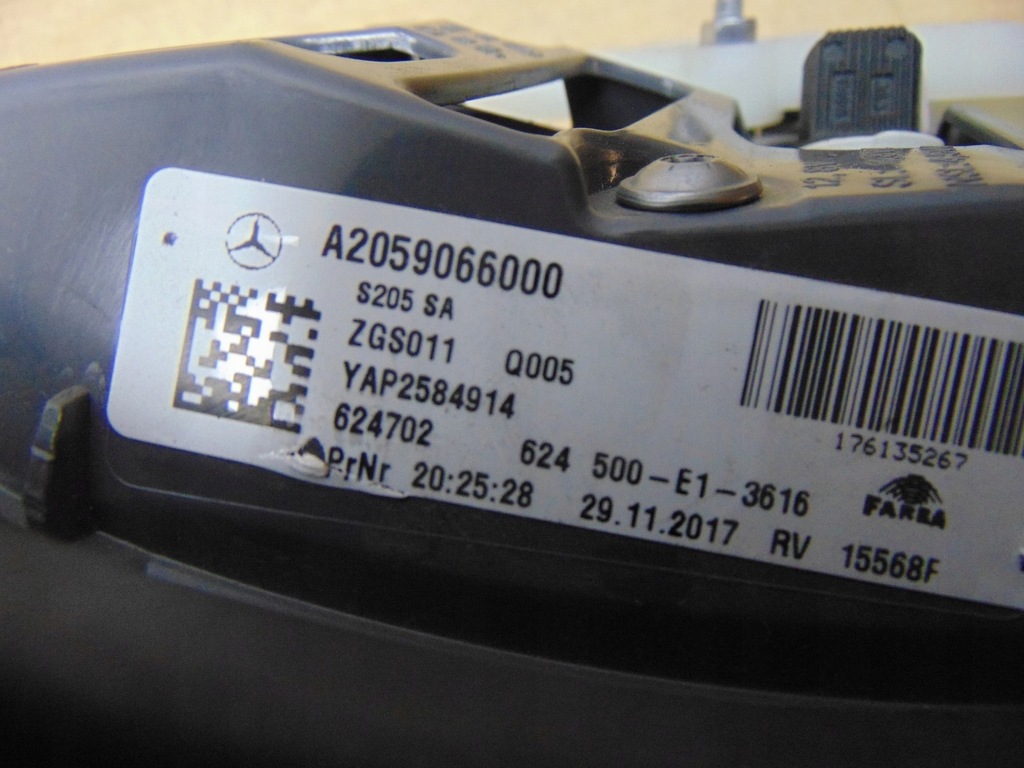 A2059066000
S205 SA
ZGS011 Q005
YAP2584914
624702 624 500-E1-3616
PrNr 20:25:28 29.11.2017 RV 15568F
176135267
FARBA